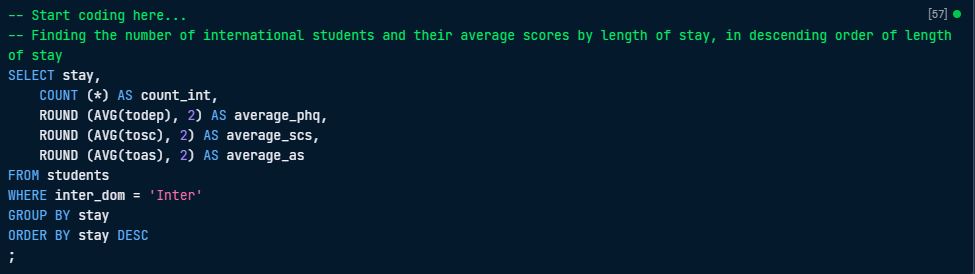 -- Start coding here... [57]
-- Finding the number of international students and their average scores by length of stay, in descending order of length
of stay
SELECT stay,
    COUNT (*) AS count_int,
    ROUND (AVG(todep), 2) AS average_phq,
    ROUND (AVG(tosc), 2) AS average_scs,
    ROUND (AVG(toas), 2) AS average_as
FROM students
WHERE inter_dom = 'Inter'
GROUP BY stay
ORDER BY stay DESC
;